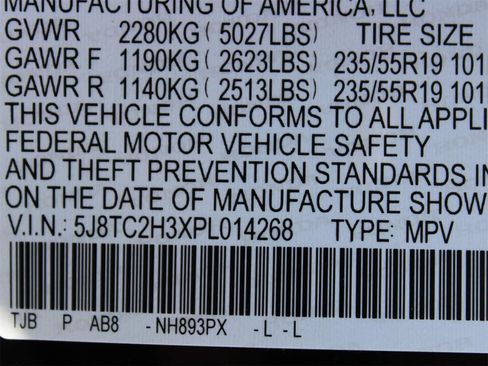 MANUFACTURING OF AMERICA, LLC
GVWR 2280KG ( 5027LBS ) TIRE SIZE
GAWR F 1190KG ( 2623LBS ) 235/55R19 101
GAWR R 1140KG ( 2513LBS ) 235/55R19 101
THIS VEHICLE CONFORMS TO ALL APPLI
FEDERAL MOTOR VEHICLE SAFETY
AND THEFT PREVENTION STANDARDS IN
ON THE DATE OF MANUFACTURE SHOW
V.I.N.: 5J8TC2H3XPL014268 TYPE: MPV
TJB P AB8 -NH893PX -L -L